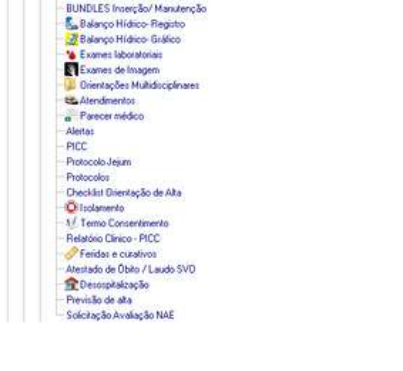 BUNDLES Inserção/ Manutenção
Balanço Hídrico- Registro
Balanço Hídrico- Gráfico
Exames laboratoriais
Exames de Imagem
Orientações Multidisciplinares
Atendimentos
Parecer médico
Alertas
PICC
Protocolo Jejum
Protocolos
Checklist Orientação de Alta
Isolamento
Termo Consentimento
Relatório Clínico - PICC
Feridas e curativos
Atestado de Óbito / Laudo SVO
Desospitalização
Previsão de alta
Solicitação Avaliação NAE